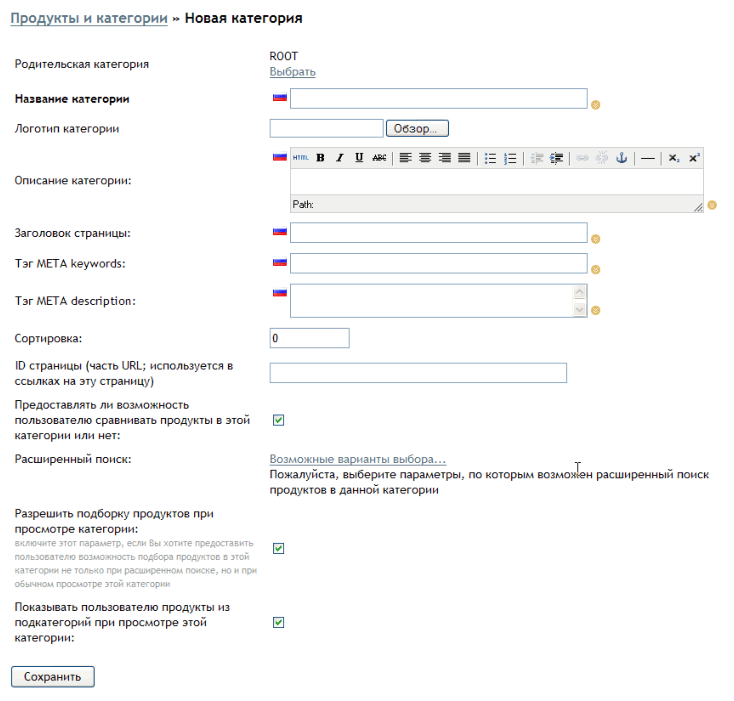 Продукты и категории » Новая категория
Родительская категория
ROOT
Выбрать
Название категории
Логотип категории
Обзор...
HTML B I U ABC
X₂ X²
Описание категории:
Path:
Заголовок страницы:
Тэг META keywords:
Тэг META description:
Сортировка:
0
ID страницы (часть URL; используется в
ссылках на эту страницу)
Предоставлять ли возможность
пользователю сравнивать продукты в этой
категории или нет:
Расширенный поиск:
Возможные варианты выбора...
Пожалуйста, выберите параметры, по которым возможен расширенный поиск
продуктов в данной категории
Разрешить подборку продуктов при
просмотре категории:
включите этот параметр, если Вы хотите предоставить
пользователю возможность подбора продуктов в этой
категории не только при расширенном поиске, но и при
обычном просмотре этой категории
Показывать пользователю продукты из
подкатегорий при просмотре этой
категории:
Сохранить